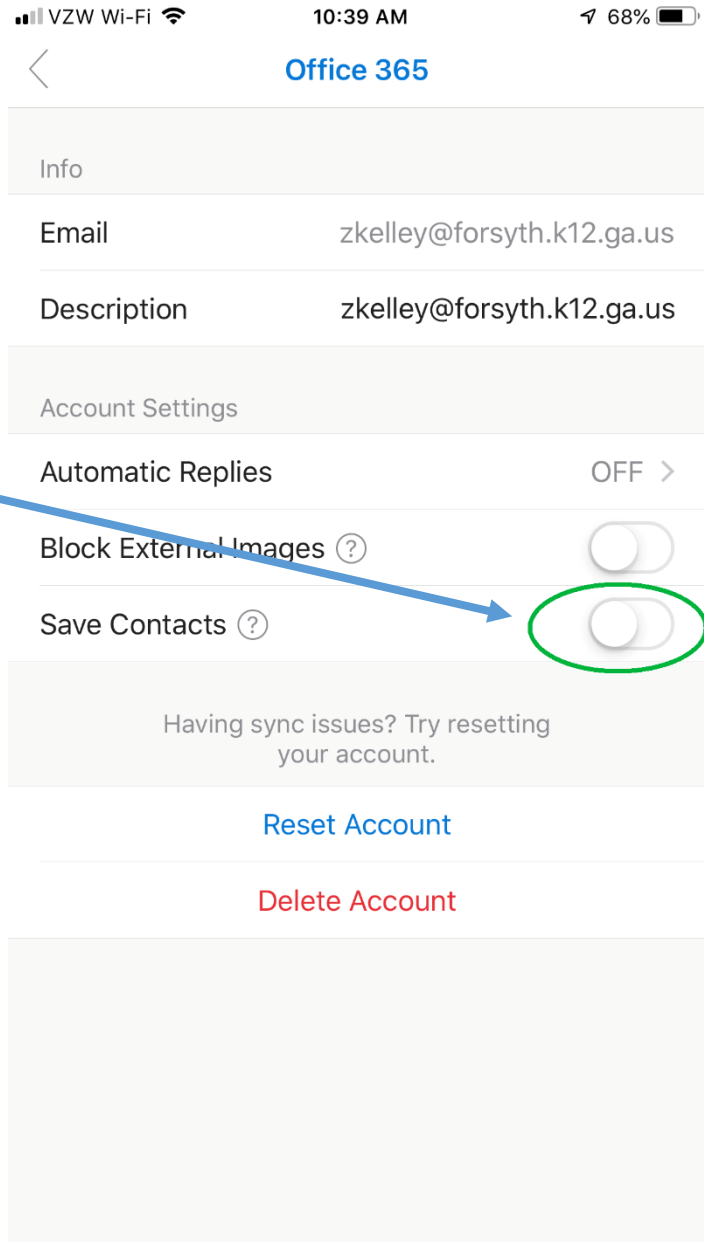 VZW Wi-Fi 10:39 AM 68%
Office 365
Info
Email zkelley@forsyth.k12.ga.us
Description zkelley@forsyth.k12.ga.us
Account Settings
Automatic Replies OFF
Block External Images ?
Save Contacts ?
Having sync issues? Try resetting
your account.
Reset Account
Delete Account